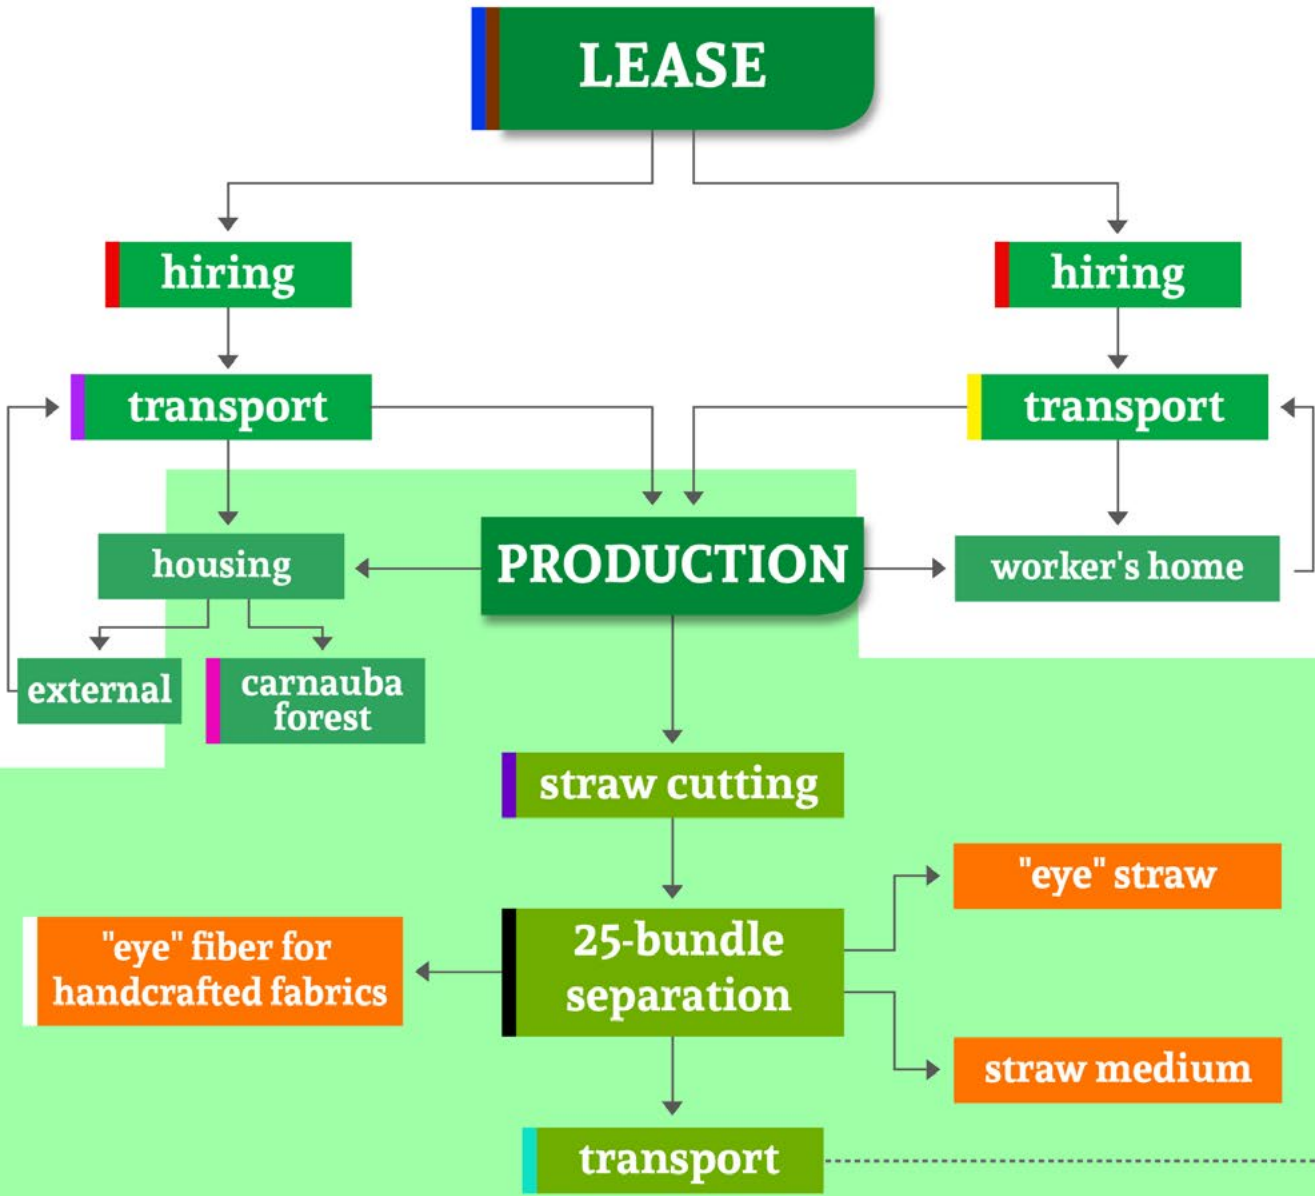 LEASE
hiring
hiring
transport
transport
housing
PRODUCTION
worker's home
external
carnauba
forest
straw cutting
"eye" straw
"eye" fiber for
handcrafted fabrics
25-bundle
separation
straw medium
transport